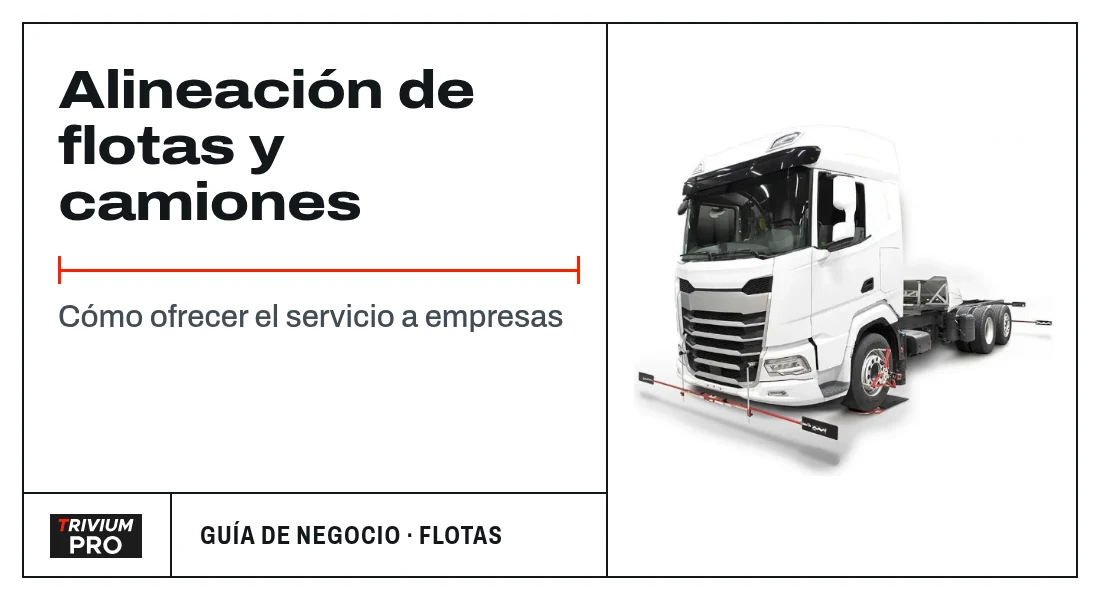 Alineación de
flotas y
camiones
Cómo ofrecer el servicio a empresas
TRIVIUM
PRO
GUÍA DE NEGOCIO · FLOTAS